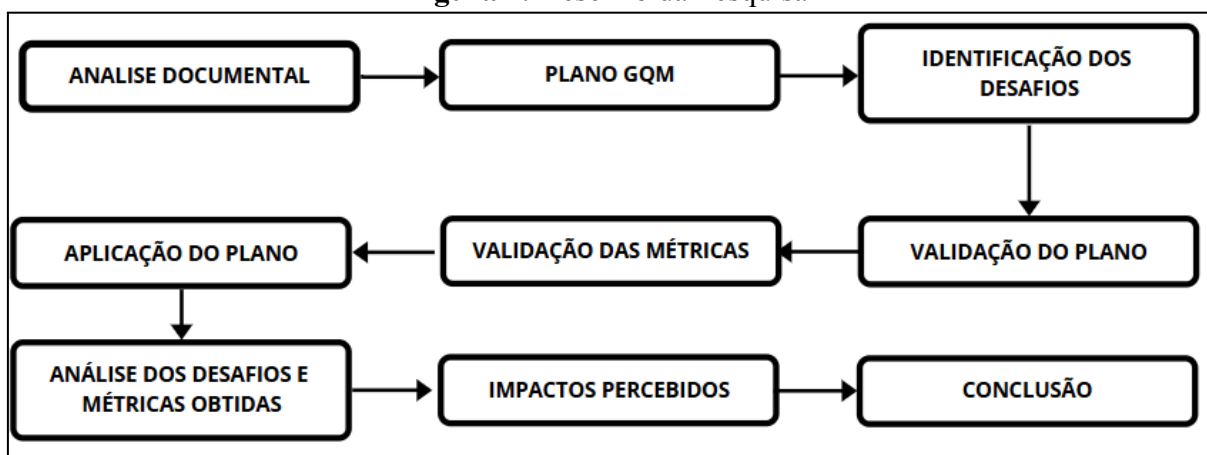 ANALISE DOCUMENTAL
PLANO GQM
IDENTIFICAÇÃO DOS
DESAFIOS
VALIDAÇÃO DO PLANO
VALIDAÇÃO DAS MÉTRICAS
APLICAÇÃO DO PLANO
ANÁLISE DOS DESAFIOS E
MÉTRICAS OBTIDAS
IMPACTOS PERCEBIDOS
CONCLUSÃO